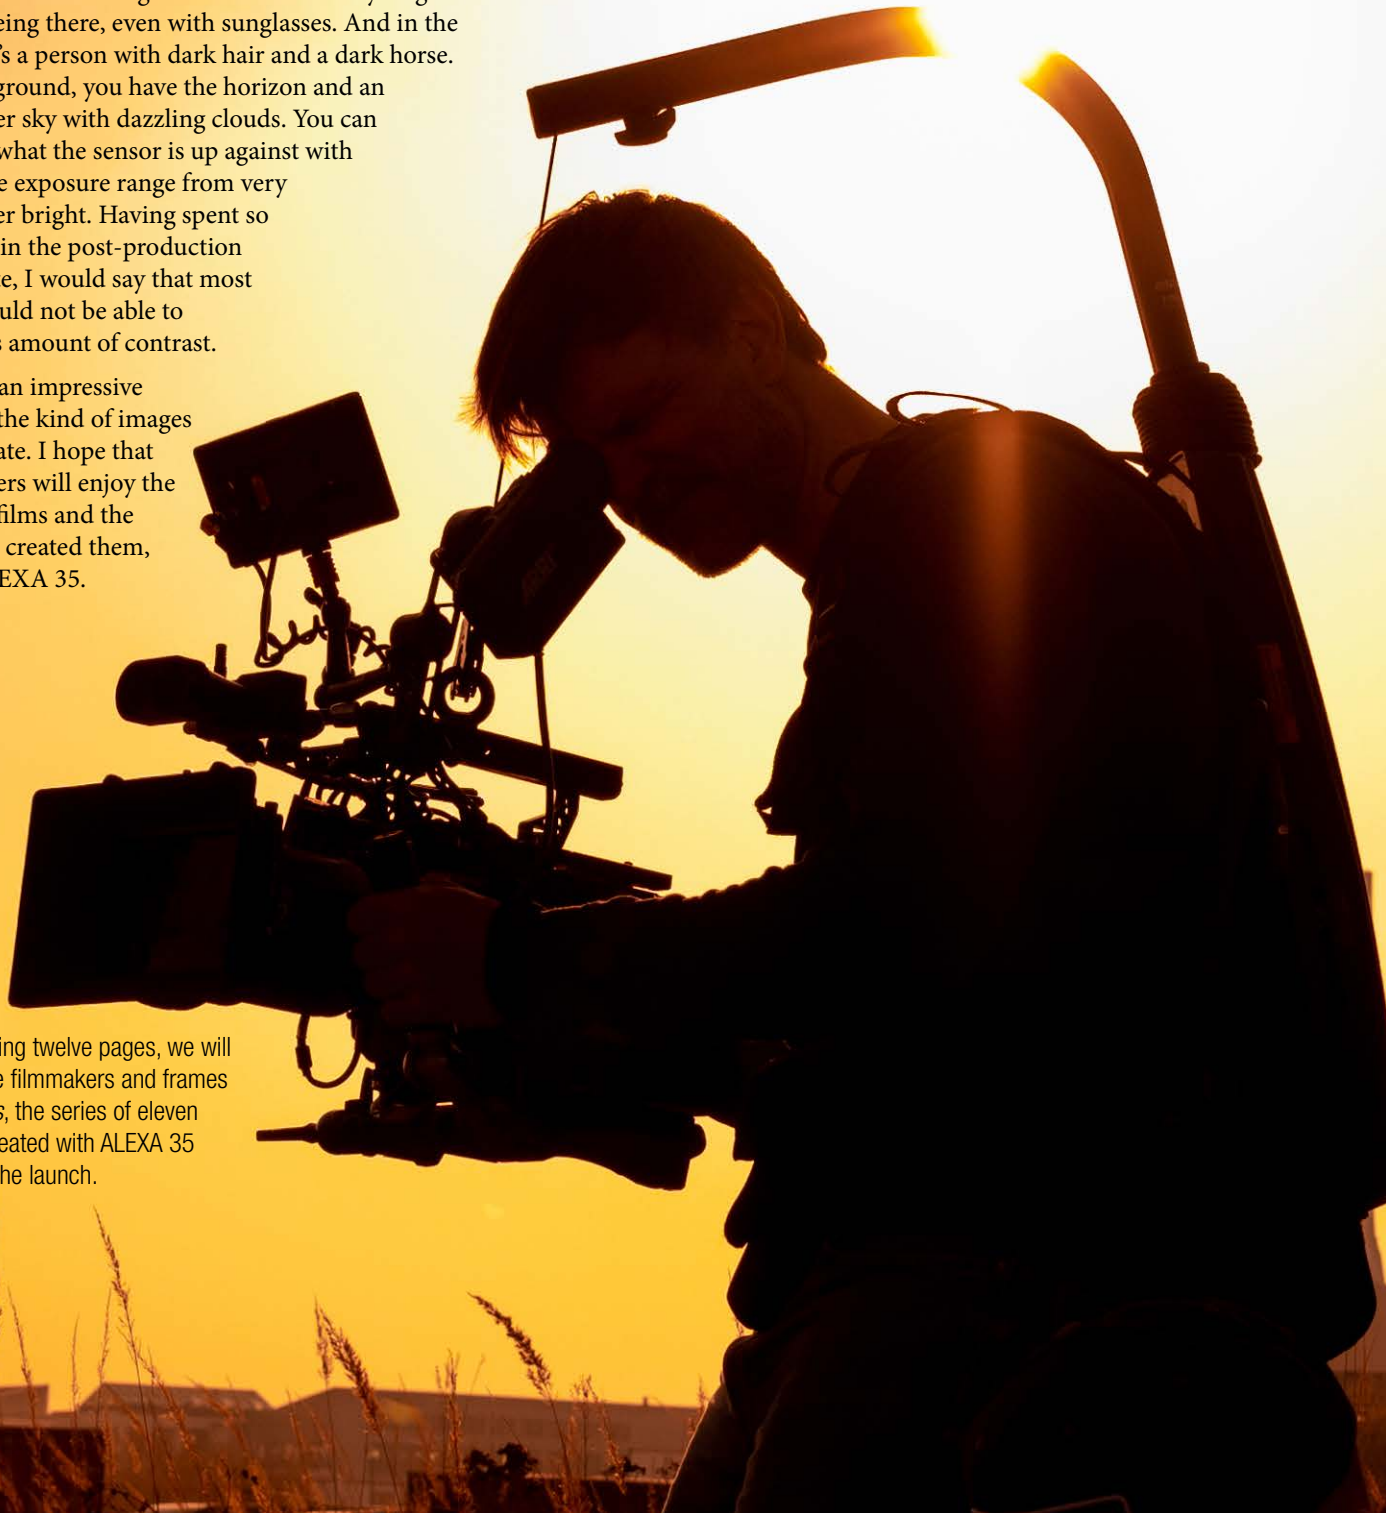 eing there, even with sunglasses. And in the
's a person with dark hair and a dark horse.
ground, you have the horizon and an
er sky with dazzling clouds. You can
what the sensor is up against with
e exposure range from very
er bright. Having spent so
in the post-production
e, I would say that most
uld not be able to
s amount of contrast.
an impressive
the kind of images
ate. I hope that
ers will enjoy the
films and the
created them,
EXA 35.
ARRI
ing twelve pages, we will
e filmmakers and frames
s, the series of eleven
eated with ALEXA 35
he launch.